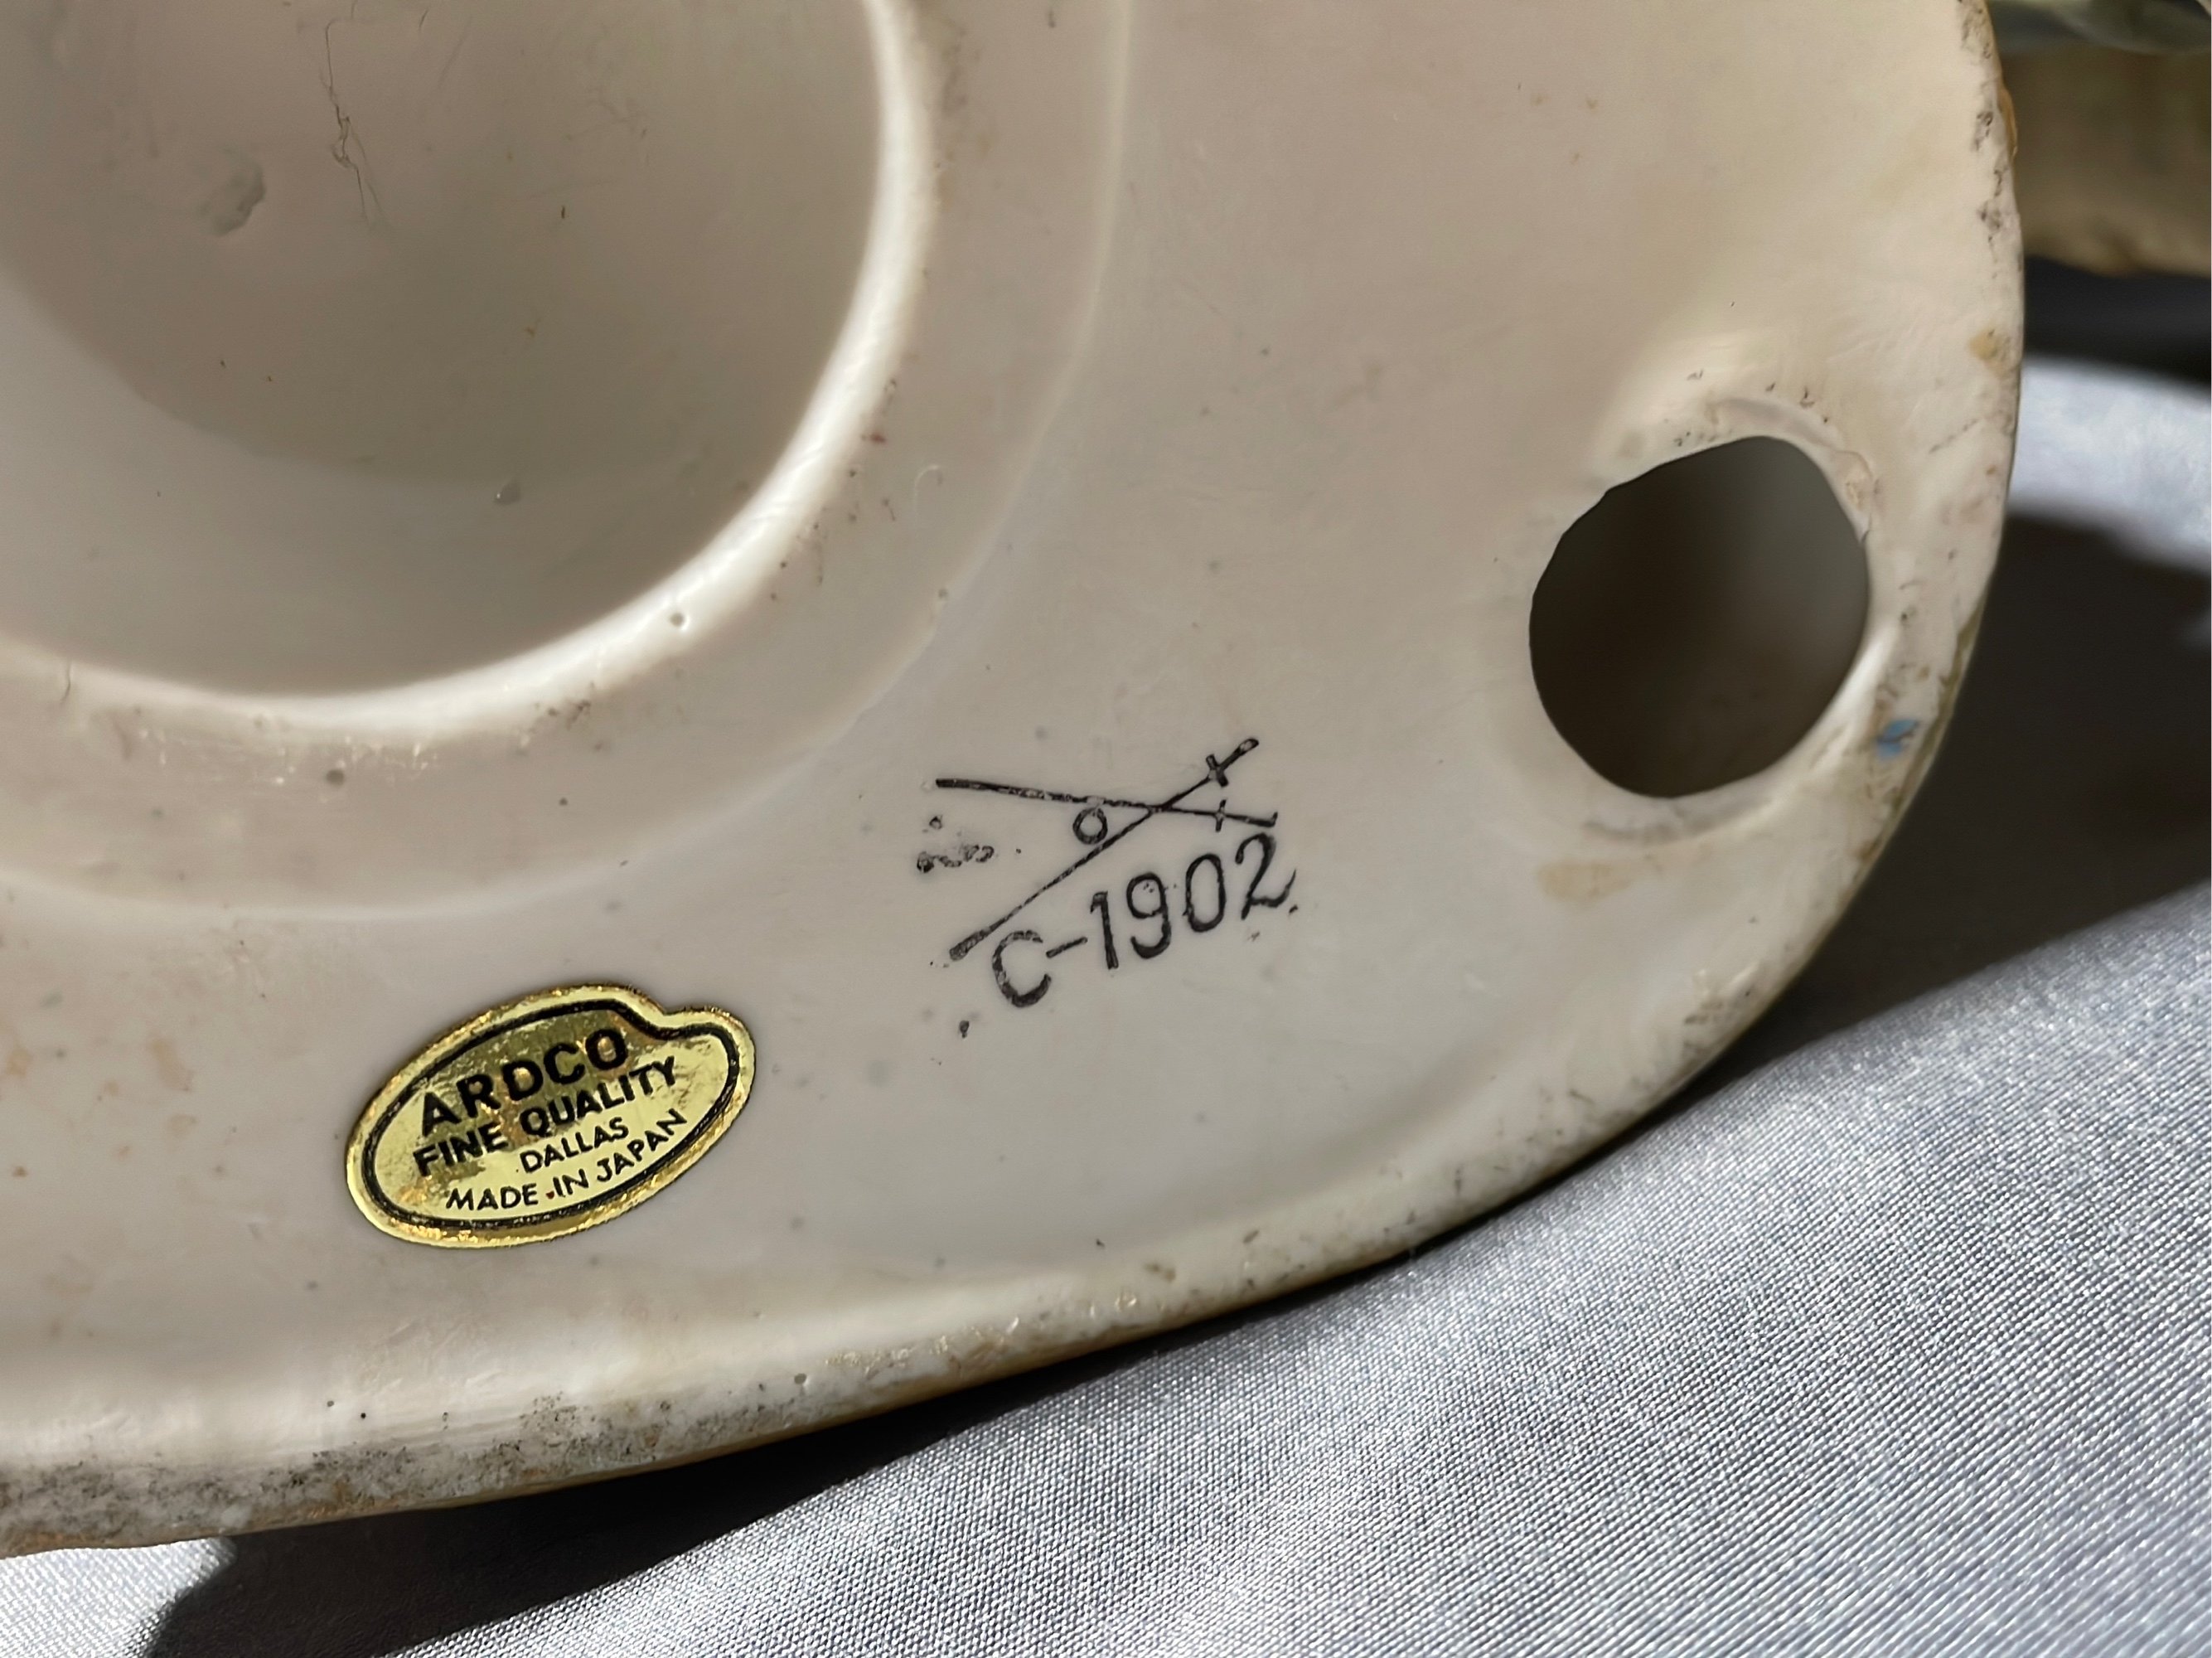 C-1902
ARDCO
FINE QUALITY
DALLAS
MADE IN JAPAN